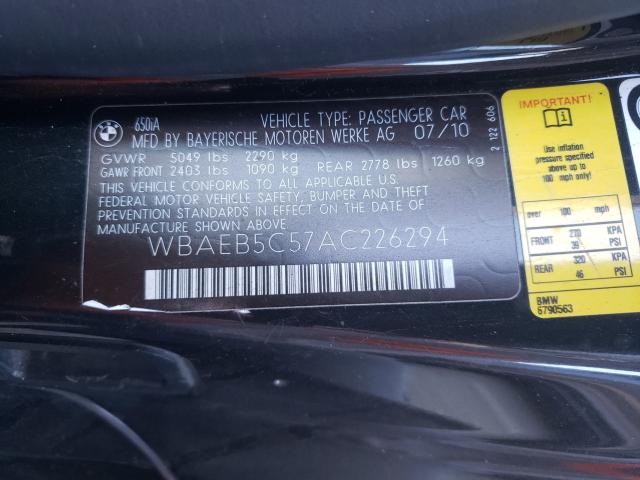 BMW
650iA
VEHICLE TYPE: PASSENGER CAR
MFD BY BAYERISCHE MOTOREN WERKE AG 07/10
GVWR 5049 lbs 2290 kg
GAWR FRONT 2403 lbs 1090 kg REAR 2778 lbs 1260 kg
THIS VEHICLE CONFORMS TO ALL APPLICABLE U.S.
FEDERAL MOTOR VEHICLE SAFETY, BUMPER AND THEFT
PREVENTION STANDARDS IN EFFECT ON THE DATE OF
MANUFACTURE SHOWN ABOVE.
WBAEB5C57AC226294
2 122 606
IMPORTANT!
Use inflation
pressure specified
above up to
100 mph only!
over 100 mph
FRONT 270 KPA
39 PSI
REAR 320 KPA
46 PSI
BMW
6790563